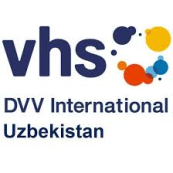 vhs
DVV International
Uzbekistan